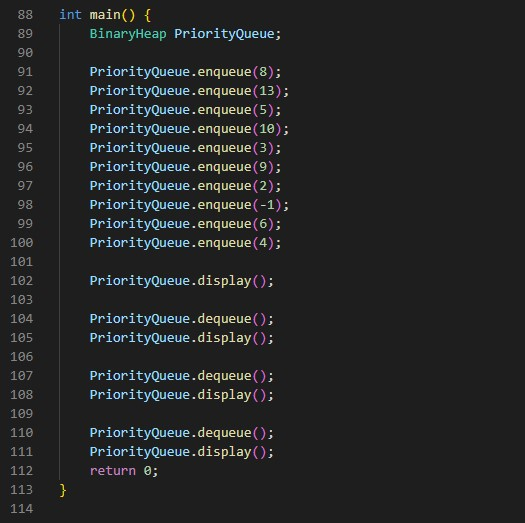 88 int main() {
89     BinaryHeap PriorityQueue;
90
91     PriorityQueue.enqueue(8);
92     PriorityQueue.enqueue(13);
93     PriorityQueue.enqueue(5);
94     PriorityQueue.enqueue(10);
95     PriorityQueue.enqueue(3);
96     PriorityQueue.enqueue(9);
97     PriorityQueue.enqueue(2);
98     PriorityQueue.enqueue(-1);
99     PriorityQueue.enqueue(6);
100     PriorityQueue.enqueue(4);
101
102     PriorityQueue.display();
103
104     PriorityQueue.dequeue();
105     PriorityQueue.display();
106
107     PriorityQueue.dequeue();
108     PriorityQueue.display();
109
110     PriorityQueue.dequeue();
111     PriorityQueue.display();
112     return 0;
113 }
114